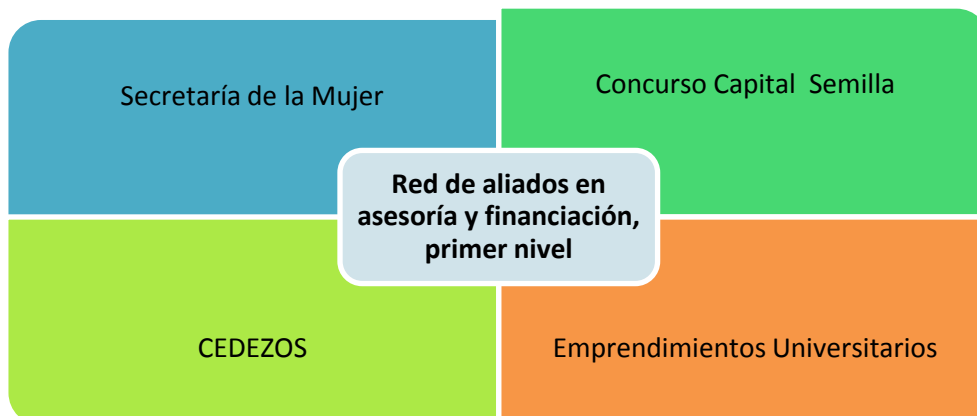 Secretaría de la Mujer
Concurso Capital Semilla
Red de aliados en
asesoría y financiación,
primer nivel
CEDEZOS
Emprendimientos Universitarios